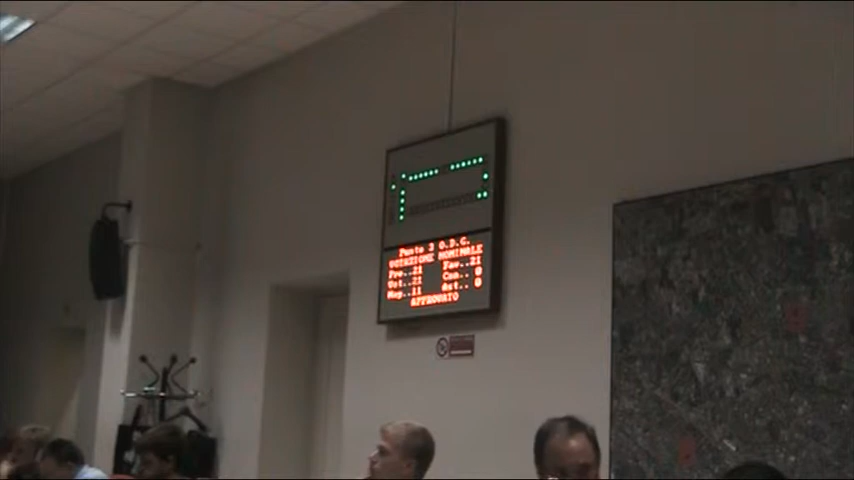 Punto 3 O.D.G.
VOTAZIONE NOMINALE
Pre..21 Fav..21
Vot..21 Con.. 0
Mag..11 Ast.. 0
APPROVATO